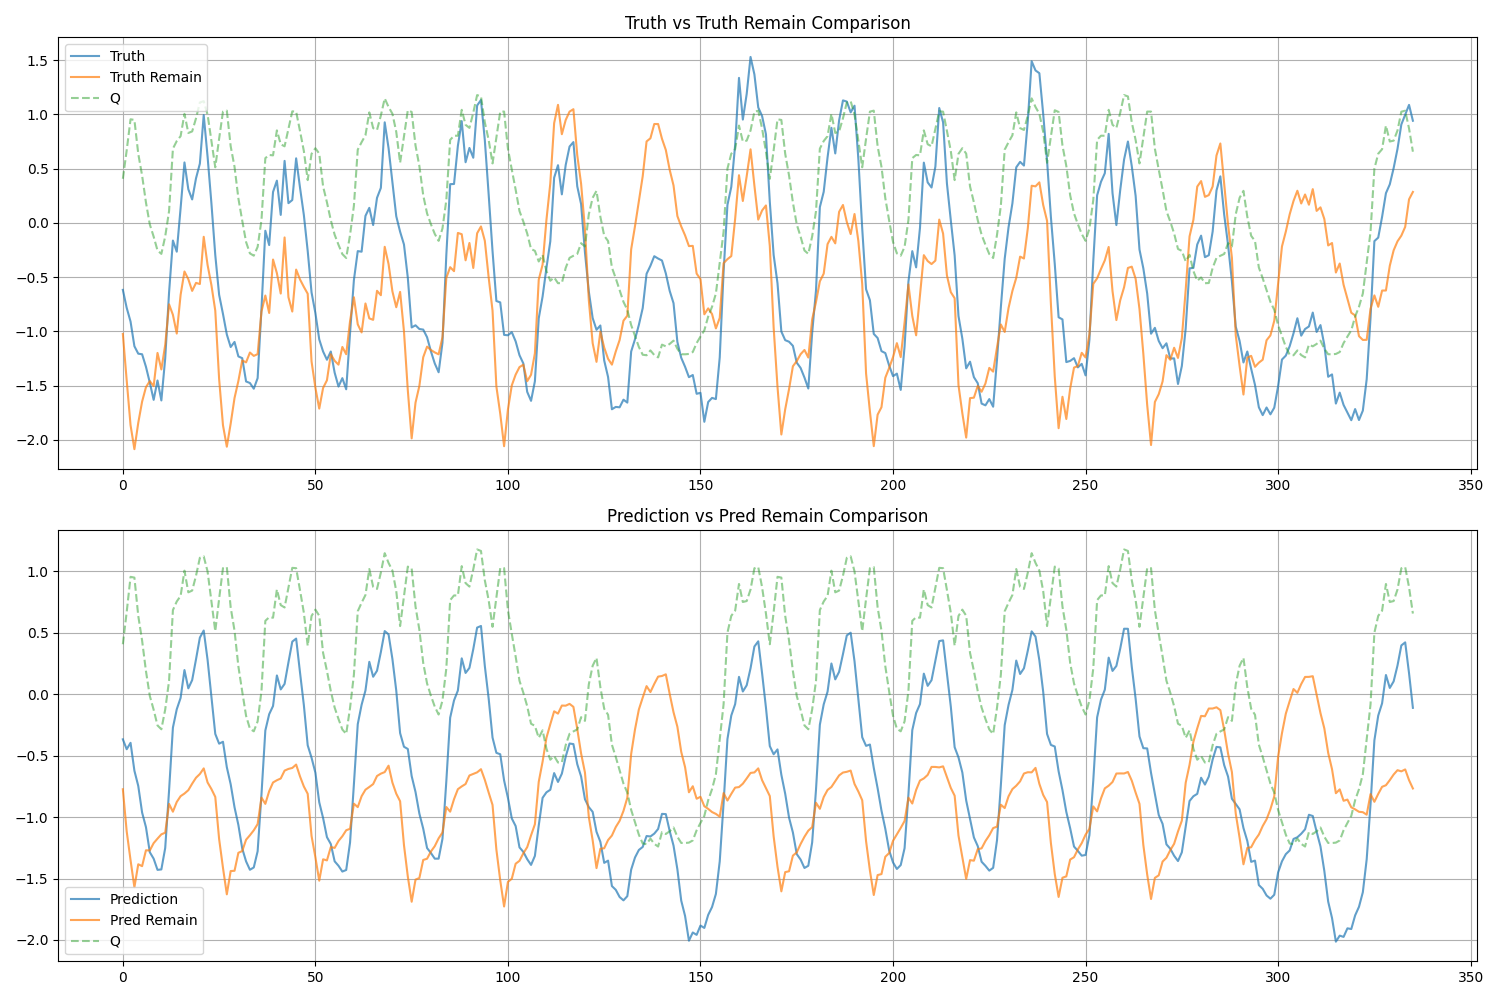 Truth vs Truth Remain Comparison
Truth
Truth Remain
Q
1.5
1.0
0.5
0.0
−0.5
−1.0
−1.5
−2.0
0 50 100 150 200 250 300 350
Prediction vs Pred Remain Comparison
1.0
0.5
0.0
−0.5
−1.0
−1.5
−2.0
Prediction
Pred Remain
Q
0 50 100 150 200 250 300 350